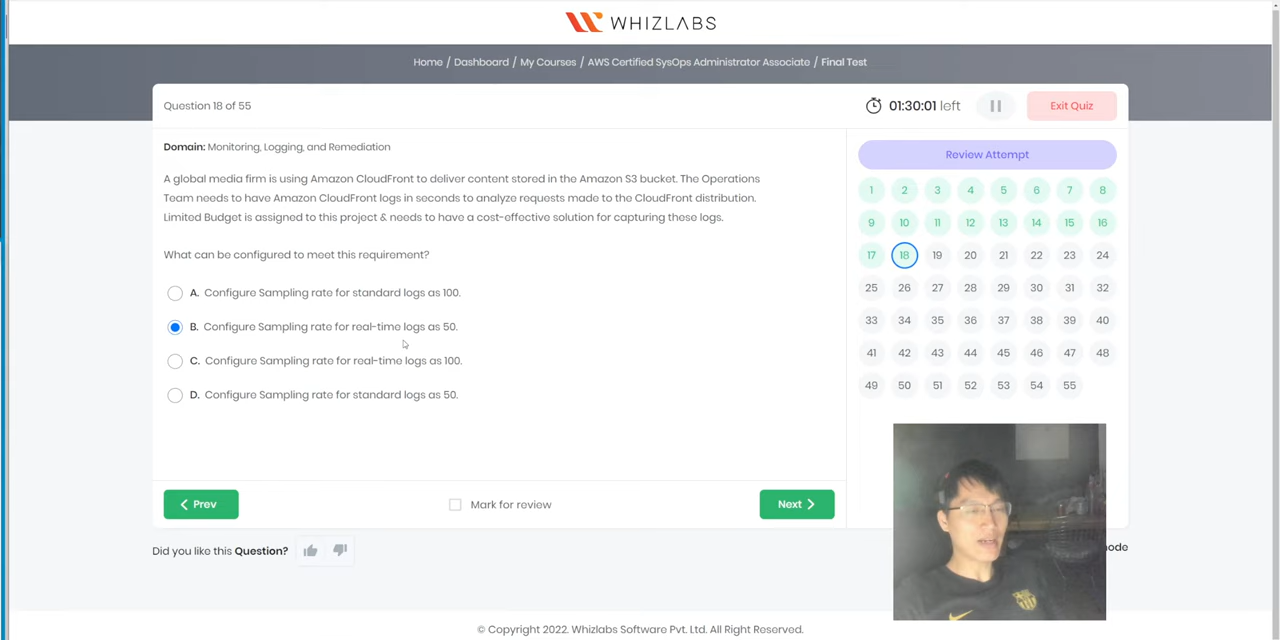 WHIZLABS
Home / Dashboard / My Courses / AWS Certified SysOps Administrator Associate / Final Test
Question 18 of 55
01:30:01 left
Exit Quiz
Domain: Monitoring, Logging, and Remediation
A global media firm is using Amazon CloudFront to deliver content stored in the Amazon S3 bucket. The Operations
Team needs to have Amazon CloudFront logs in seconds to analyze requests made to the CloudFront distribution.
Limited Budget is assigned to this project & needs to have a cost-effective solution for capturing these logs.
What can be configured to meet this requirement?
A. Configure Sampling rate for standard logs as 100.
B. Configure Sampling rate for real-time logs as 50.
C. Configure Sampling rate for real-time logs as 100.
D. Configure Sampling rate for standard logs as 50.
Prev
Mark for review
Next
Review Attempt
1 2 3 4 5 6 7 8
9 10 11 12 13 14 15 16
17 18 19 20 21 22 23 24
25 26 27 28 29 30 31 32
33 34 35 36 37 38 39 40
41 42 43 44 45 46 47 48
49 50 51 52 53 54 55
Did you like this Question?
© Copyright 2022. Whizlabs Software Pvt. Ltd. All Right Reserved.